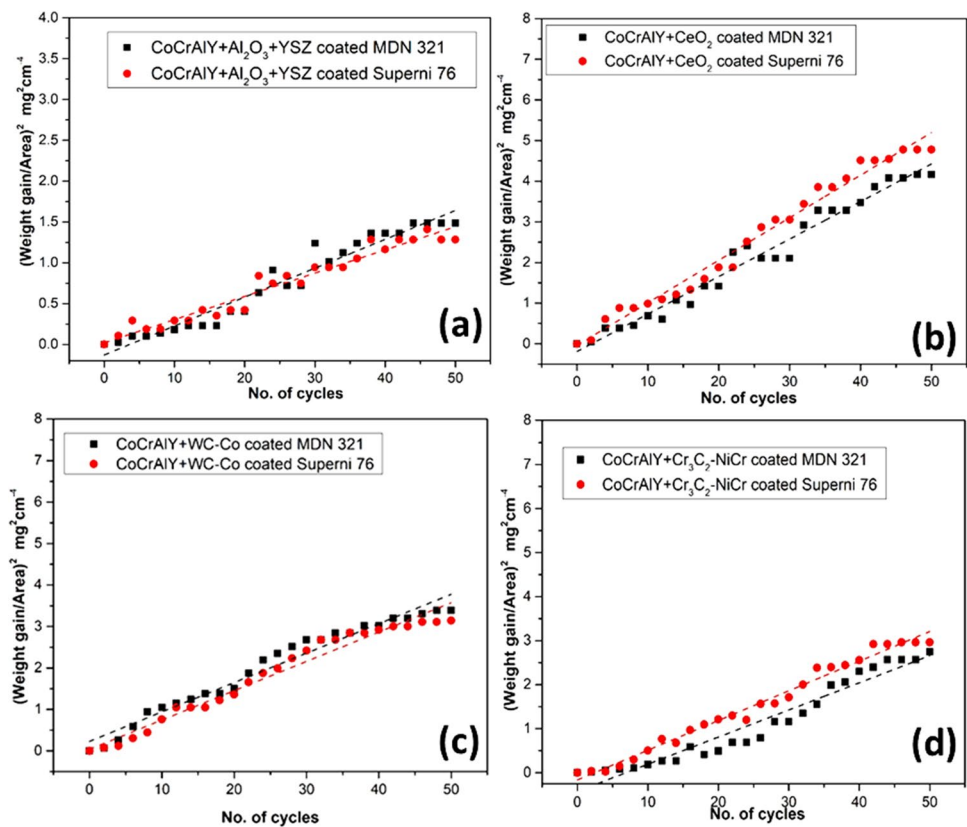 CoCrAlY+Al₂O₃+YSZ coated MDN 321
CoCrAlY+Al₂O₃+YSZ coated Superni 76
(Weight gain/Area)² mg²cm⁻⁴
4.0
3.5
3.0
2.5
2.0
1.5
1.0
0.5
0.0
(a)
0 10 20 30 40 50
No. of cycles
CoCrAlY+CeO₂ coated MDN 321
CoCrAlY+CeO₂ coated Superni 76
(Weight gain/Area)² mg²cm⁻⁴
8
7
6
5
4
3
2
1
0
(b)
0 10 20 30 40 50
No. of cycles
CoCrAlY+WC-Co coated MDN 321
CoCrAlY+WC-Co coated Superni 76
(Weight gain/Area)² mg²cm⁻⁴
8
7
6
5
4
3
2
1
0
(c)
0 10 20 30 40 50
No. of cycles
CoCrAlY+Cr₃C₂-NiCr coated MDN 321
CoCrAlY+Cr₃C₂-NiCr coated Superni 76
(Weight gain/Area)² mg²cm⁻⁴
8
7
6
5
4
3
2
1
0
(d)
0 10 20 30 40 50
No. of cycles